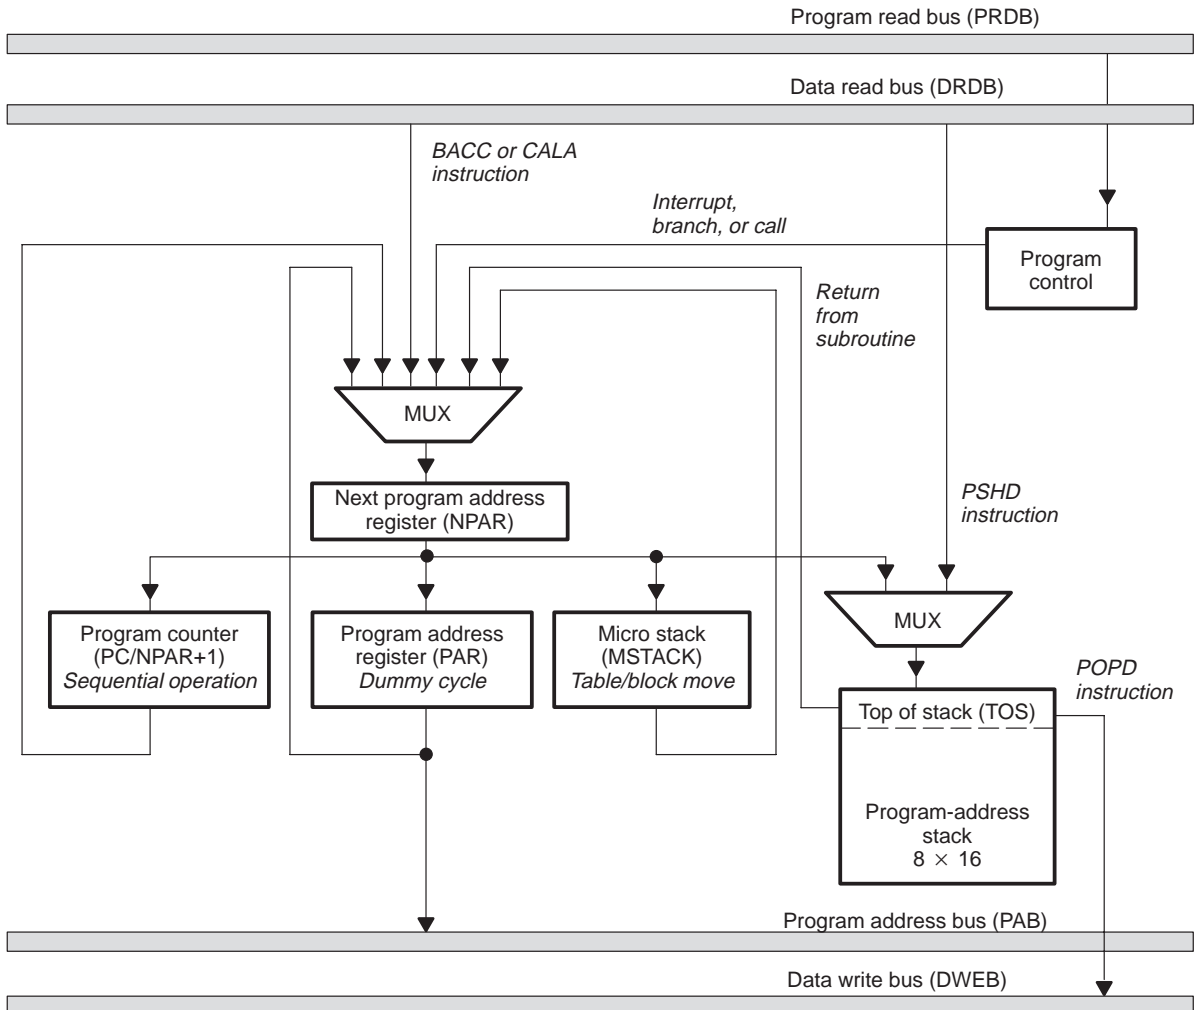 Program read bus (PRDB)
Data read bus (DRDB)
BACC or CALA
instruction
Interrupt,
branch, or call
Program
control
Return
from
subroutine
MUX
PSHD
instruction
Next program address
register (NPAR)
Program counter
(PC/NPAR+1)
Sequential operation
Program address
register (PAR)
Dummy cycle
Micro stack
(MSTACK)
Table/block move
MUX
POPD
instruction
Top of stack (TOS)
Program-address
stack
8 × 16
Program address bus (PAB)
Data write bus (DWEB)